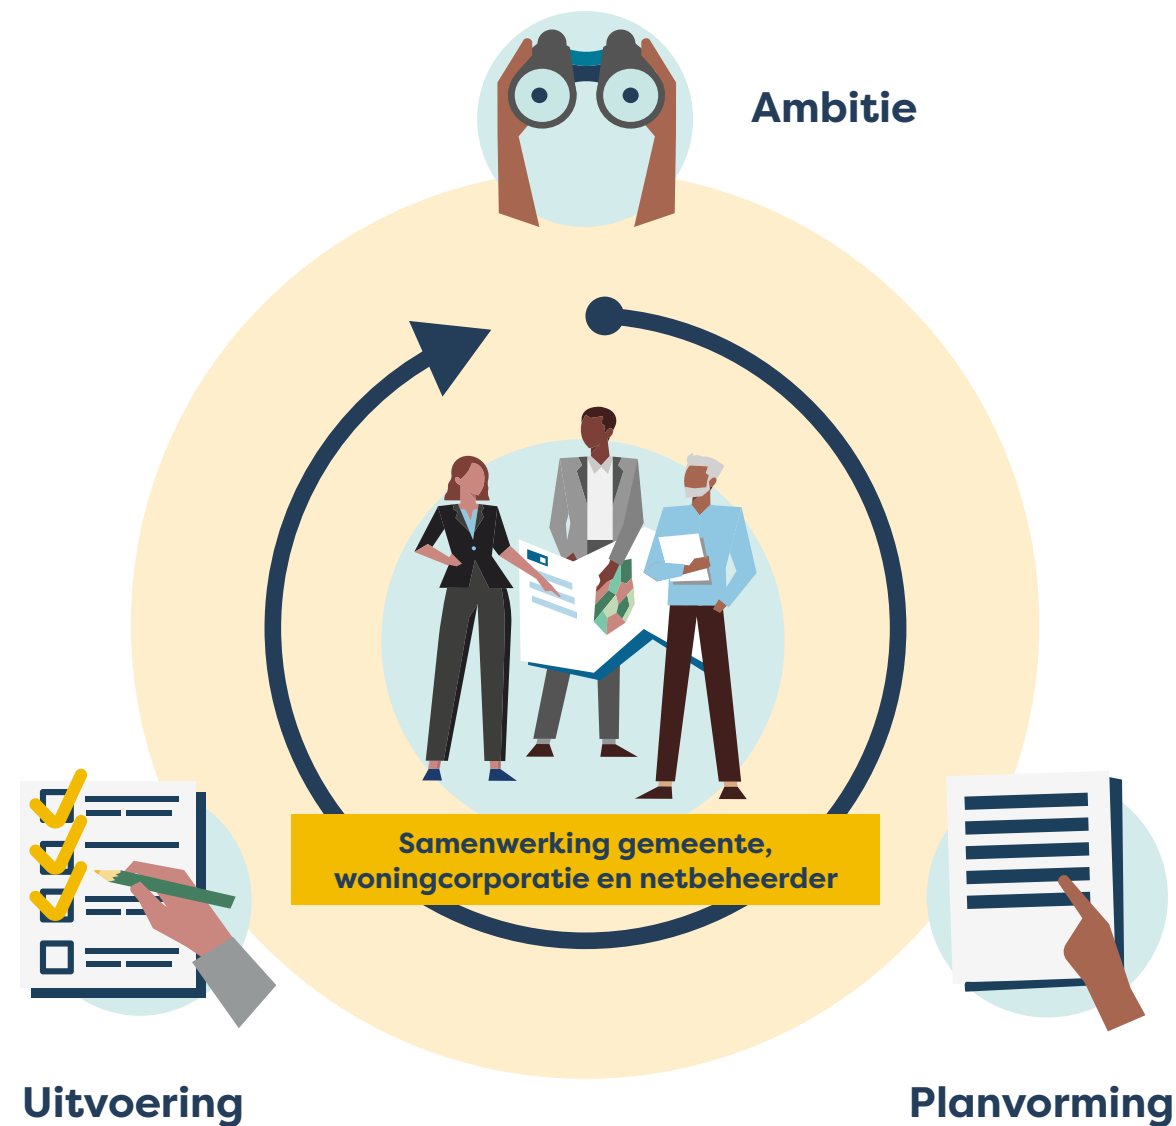 Ambitie
Samenwerking gemeente,
woningcorporatie en netbeheerder
Uitvoering
Planvorming